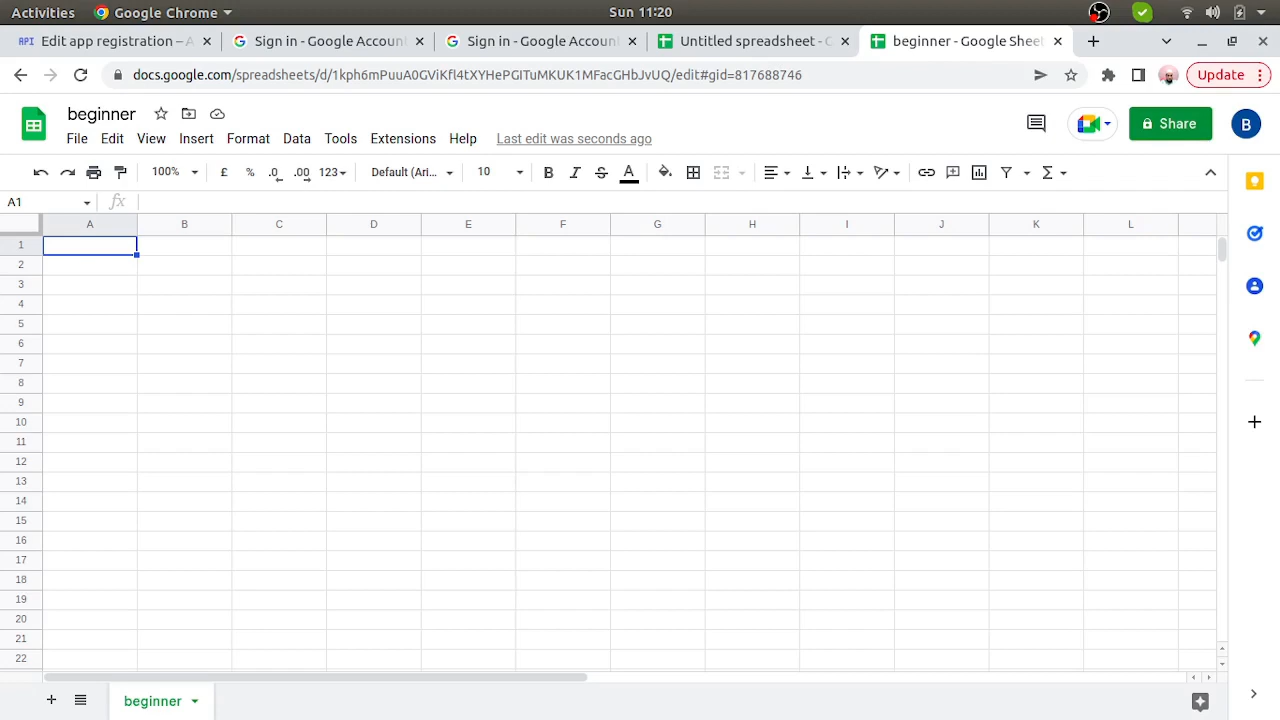 Activities Google Chrome Sun 11:20
API Edit app registration – A Sign in - Google Accoun Sign in - Google Accoun Untitled spreadsheet - G beginner - Google Sheet
docs.google.com/spreadsheets/d/1kph6mPuuA0GViKfl4tXYHePGITuMKUK1MFacGHbJvUQ/edit#gid=817688746 Update
beginner
File Edit View Insert Format Data Tools Extensions Help Last edit was seconds ago Share B
100% £ % .0 .00 123 Default (Ari... 10 B I S A Σ
A1 fx
A B C D E F G H I J K L
1
2
3
4
5
6
7
8
9
10
11
12
13
14
15
16
17
18
19
20
21
22
beginner